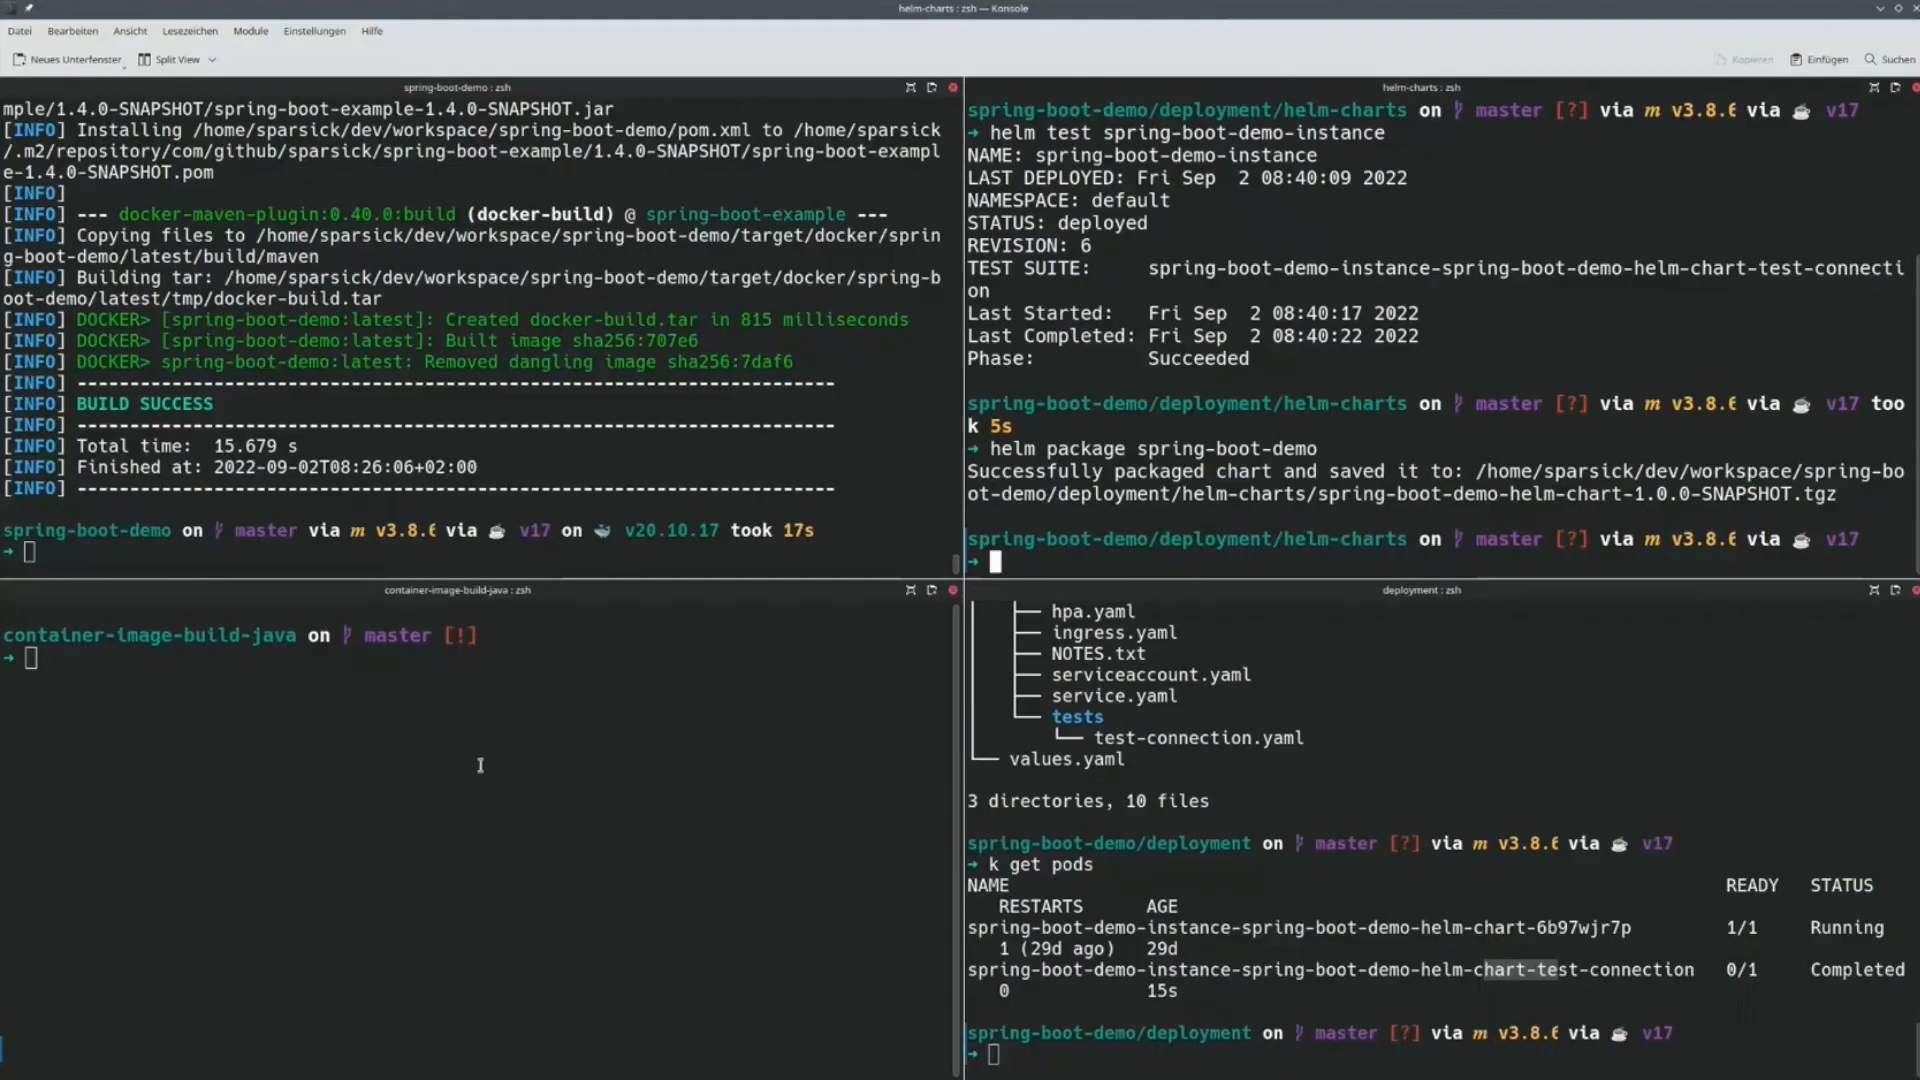 helm-charts : zsh — Konsole
Datei Bearbeiten Ansicht Lesezeichen Module Einstellungen Hilfe
Neues Unterfenster Split View Kopieren Einfügen Suchen
spring-boot-demo : zsh
mple/1.4.0-SNAPSHOT/spring-boot-example-1.4.0-SNAPSHOT.jar
[INFO] Installing /home/sparsick/dev/workspace/spring-boot-demo/pom.xml to /home/sparsick
/.m2/repository/com/github/sparsick/spring-boot-example/1.4.0-SNAPSHOT/spring-boot-exampl
e-1.4.0-SNAPSHOT.pom
[INFO]
[INFO] --- docker-maven-plugin:0.40.0:build (docker-build) @ spring-boot-example ---
[INFO] Copying files to /home/sparsick/dev/workspace/spring-boot-demo/target/docker/sprin
g-boot-demo/latest/build/maven
[INFO] Building tar: /home/sparsick/dev/workspace/spring-boot-demo/target/docker/spring-b
oot-demo/latest/tmp/docker-build.tar
[INFO] DOCKER> [spring-boot-demo:latest]: Created docker-build.tar in 815 milliseconds
[INFO] DOCKER> [spring-boot-demo:latest]: Built image sha256:707e6
[INFO] DOCKER> spring-boot-demo:latest: Removed dangling image sha256:7daf6
[INFO] ------------------------------------------------------------------------
[INFO] BUILD SUCCESS
[INFO] ------------------------------------------------------------------------
[INFO] Total time:  15.679 s
[INFO] Finished at: 2022-09-02T08:26:06+02:00
[INFO] ------------------------------------------------------------------------
spring-boot-demo on master via m v3.8.6 via ☕ v17 on 🐳 v20.10.17 took 17s
→
helm-charts : zsh
spring-boot-demo/deployment/helm-charts on master [?] via m v3.8.6 via ☕ v17
→ helm test spring-boot-demo-instance
NAME: spring-boot-demo-instance
LAST DEPLOYED: Fri Sep  2 08:40:09 2022
NAMESPACE: default
STATUS: deployed
REVISION: 6
TEST SUITE:     spring-boot-demo-instance-spring-boot-demo-helm-chart-test-connecti
on
Last Started:   Fri Sep  2 08:40:17 2022
Last Completed: Fri Sep  2 08:40:22 2022
Phase:          Succeeded
spring-boot-demo/deployment/helm-charts on master [?] via m v3.8.6 via ☕ v17 too
k 5s
→ helm package spring-boot-demo
Successfully packaged chart and saved it to: /home/sparsick/dev/workspace/spring-bo
ot-demo/deployment/helm-charts/spring-boot-demo-helm-chart-1.0.0-SNAPSHOT.tgz
spring-boot-demo/deployment/helm-charts on master [?] via m v3.8.6 via ☕ v17
→
container-image-build-java : zsh
container-image-build-java on master [!]
→
deployment : zsh
├── hpa.yaml
├── ingress.yaml
├── NOTES.txt
├── serviceaccount.yaml
├── service.yaml
└── tests
└── test-connection.yaml
└── values.yaml
3 directories, 10 files
spring-boot-demo/deployment on master [?] via m v3.8.6 via ☕ v17
→ k get pods
NAME READY STATUS
RESTARTS AGE
spring-boot-demo-instance-spring-boot-demo-helm-chart-6b97wjr7p 1/1 Running
1 (29d ago) 29d
spring-boot-demo-instance-spring-boot-demo-helm-chart-test-connection 0/1 Completed
0 15s
spring-boot-demo/deployment on master [?] via m v3.8.6 via ☕ v17
→